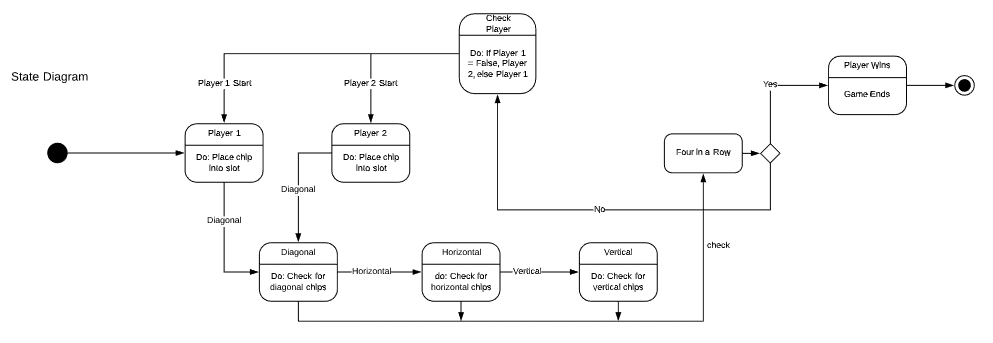 Check
Player
Do: If Player 1
= False, Player
2, else Player 1
State Diagram
Player 1 Start
Player 2 Start
Yes
Player Wins
Game Ends
Player 1
Do: Place chip
into slot
Player 2
Do: Place chip
into slot
Four in a Row
Diagonal
Diagonal
No
check
Diagonal
Do: Check for
diagonal chips
Horizontal
Horizontal
do: Check for
horizontal chips
Vertical
Vertical
Do: Check for
vertical chips